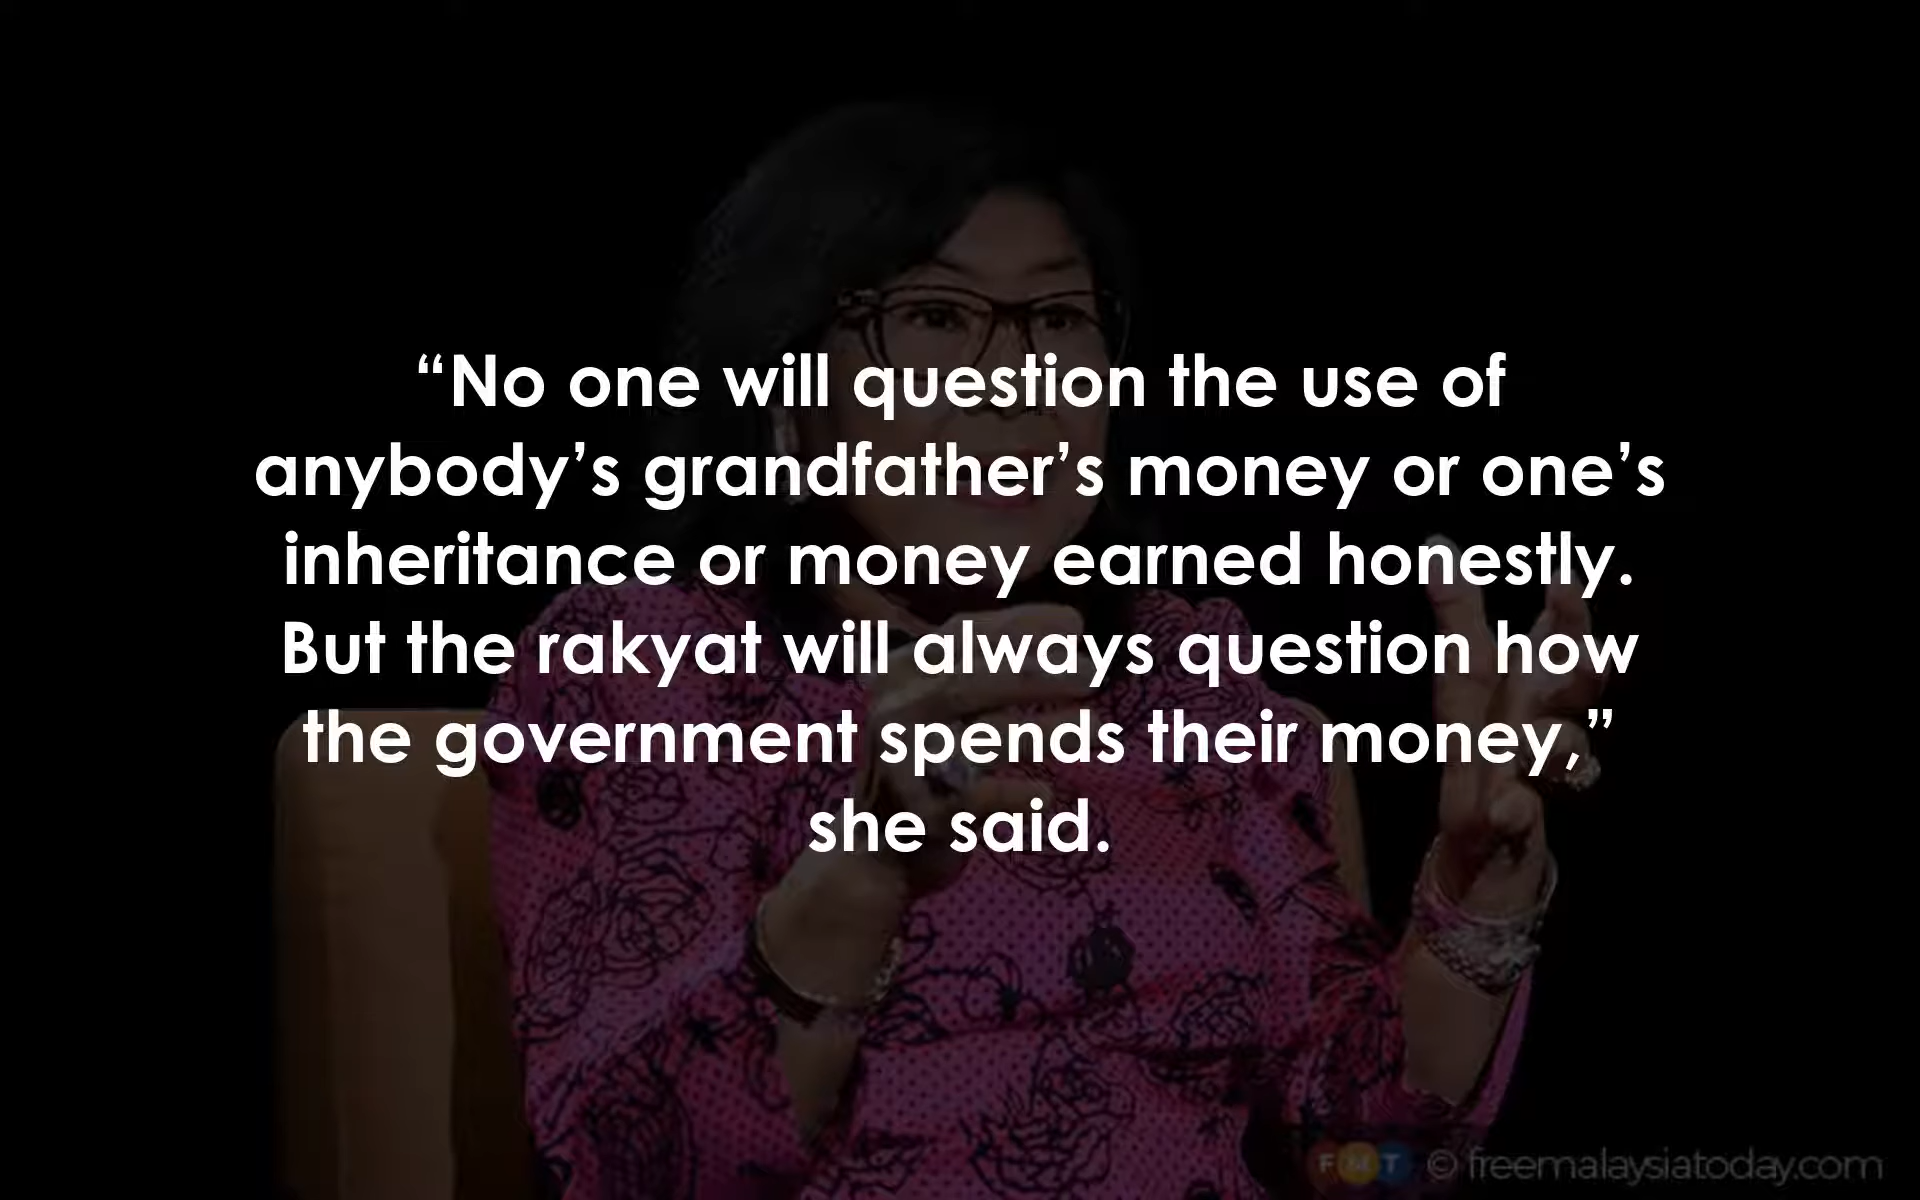 “No one will question the use of
anybody’s grandfather’s money or one’s
inheritance or money earned honestly.
But the rakyat will always question how
the government spends their money,”
she said.
FMT © freemalaysiatoday.com